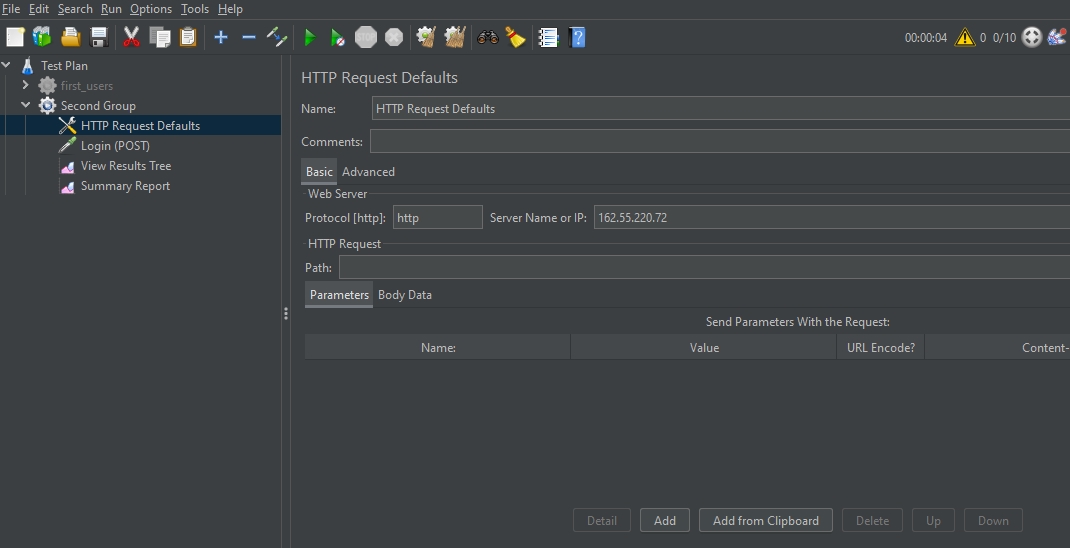 File Edit Search Run Options Tools Help
00:00:04 0 0/10
Test Plan
first_users
Second Group
HTTP Request Defaults
Login (POST)
View Results Tree
Summary Report
HTTP Request Defaults
Name: HTTP Request Defaults
Comments:
Basic Advanced
Web Server
Protocol [http]: http Server Name or IP: 162.55.220.72
HTTP Request
Path:
Parameters Body Data
Send Parameters With the Request:
Name: Value URL Encode? Content-
Detail Add Add from Clipboard Delete Up Down